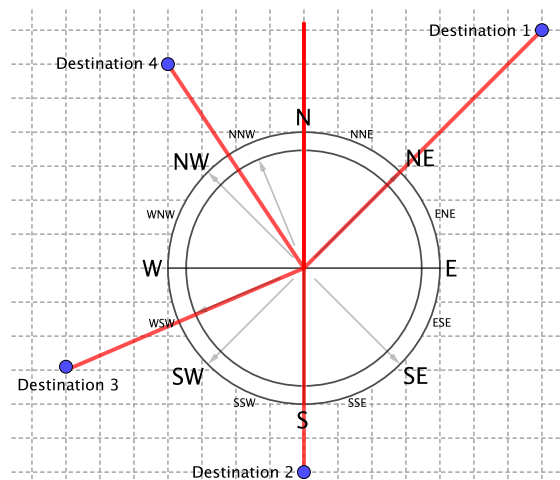 Destination 1
Destination 4
N
NNW
NNE
NW
NE
WNW
ENE
W
E
WSW
ESE
SW
SE
Destination 3
SSW
SSE
S
Destination 2